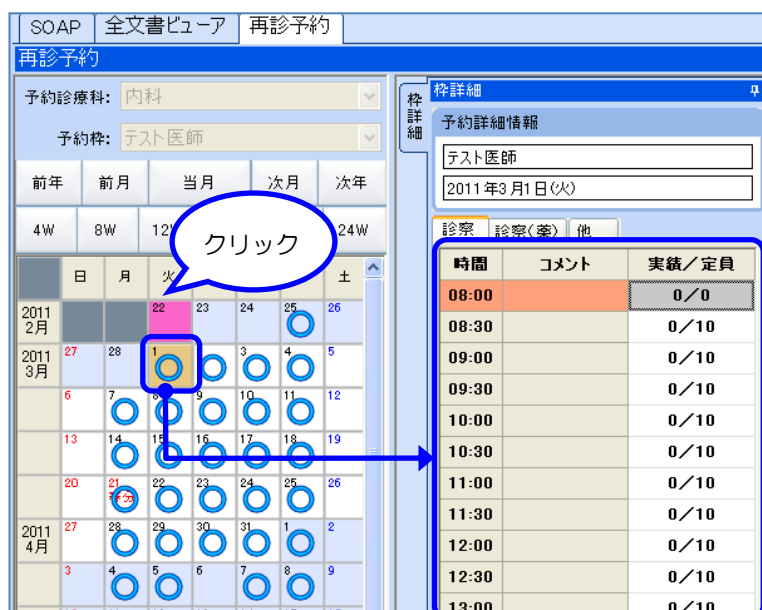 SOAP 全文書ビューア 再診予約
再診予約
予約診療科: 内科
予約枠: テスト医師
前年 前月 当月 次月 次年
4W 8W 12 24W
クリック
日 月 火 土
2011 2月 22 23 24 25 26
2011 3月 27 28 1 3 4 5
6 7 8 9 10 11 12
13 14 15 16 17 18 19
20 21 22 23 24 25 26
2011 4月 27 28 29 30 31 1 2
3 4 5 6 7 8 9
枠詳細
枠詳細
予約詳細情報
テスト医師
2011年3月1日(火)
診察 診察(薬) 他
時間 コメント 実績/定員
08:00 0/0
08:30 0/10
09:00 0/10
09:30 0/10
10:00 0/10
10:30 0/10
11:00 0/10
11:30 0/10
12:00 0/10
12:30 0/10
13:00 0/10